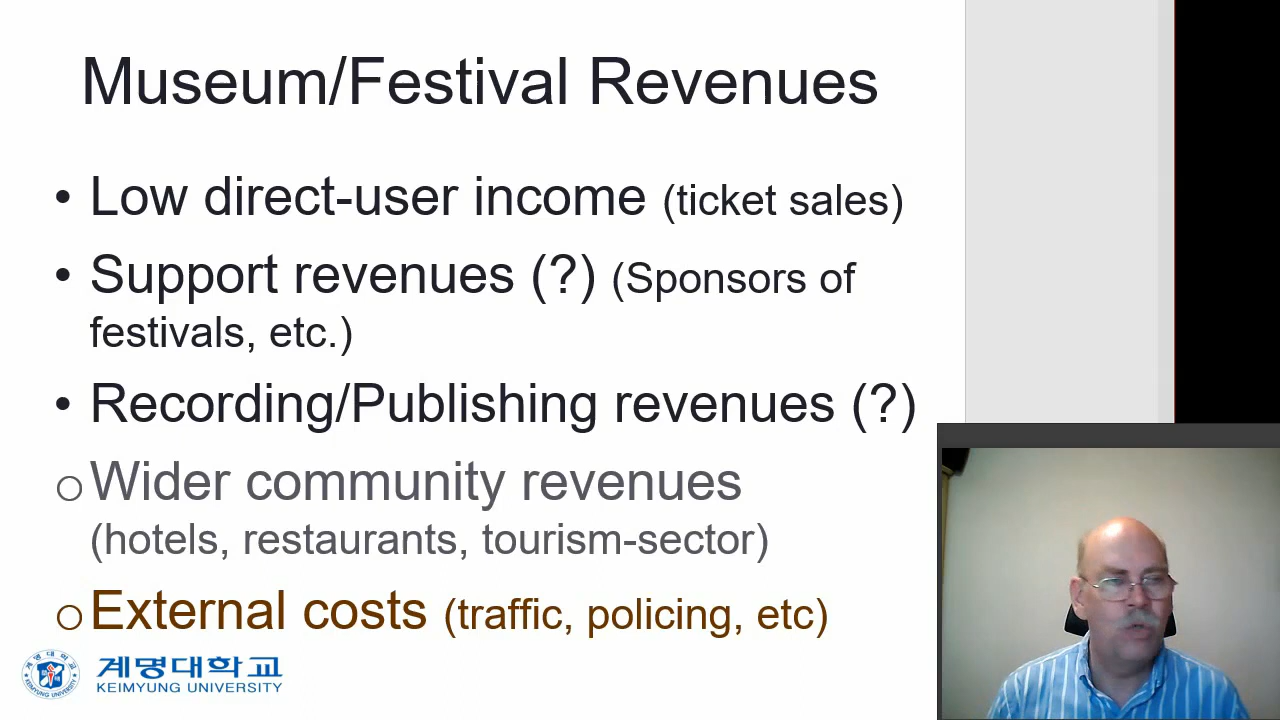 Museum/Festival Revenues
• Low direct-user income (ticket sales)
• Support revenues (?) (Sponsors of
festivals, etc.)
• Recording/Publishing revenues (?)
○ Wider community revenues
(hotels, restaurants, tourism-sector)
○ External costs (traffic, policing, etc)
계명대학교
KEIMYUNG UNIVERSITY